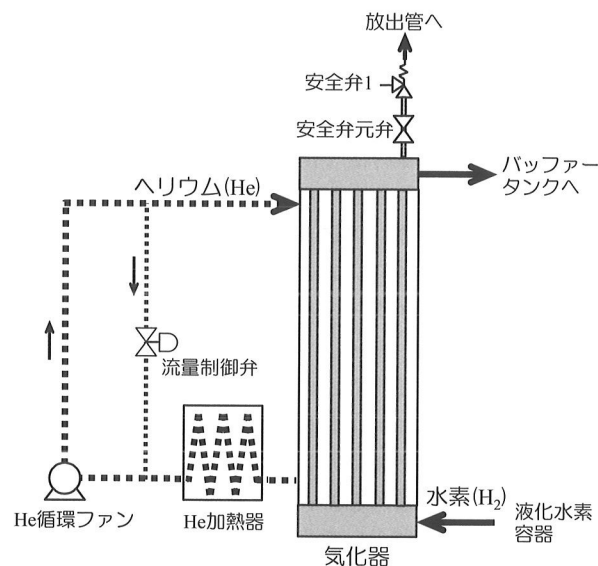 放出管へ
安全弁1
安全弁元弁
バッファー
タンクへ
ヘリウム(He)
流量制御弁
水素(H2)
液化水素
容器
He循環ファン
He加熱器
気化器